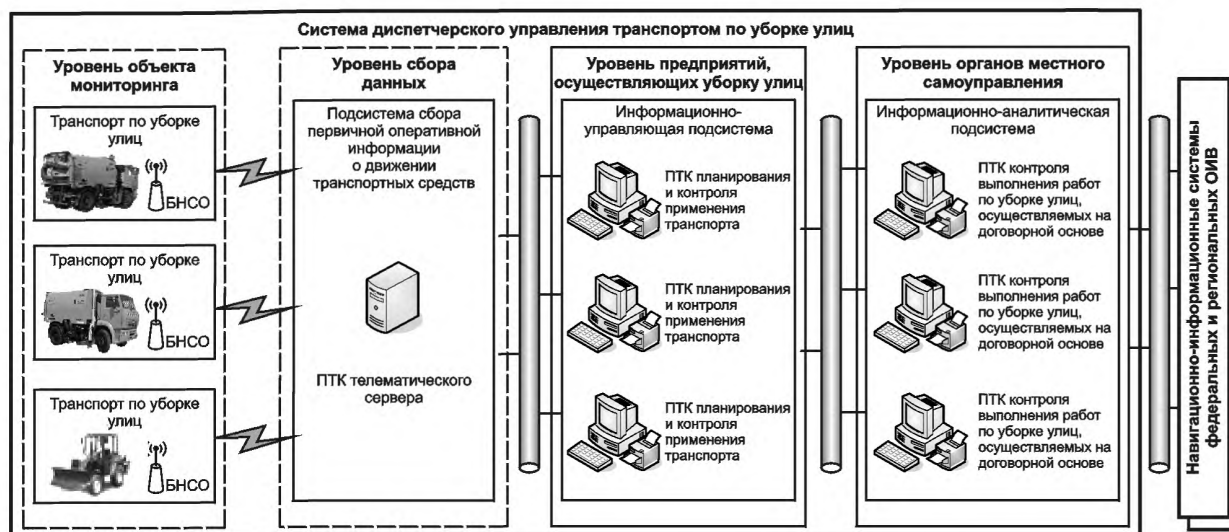 Система диспетчерского управления транспортом по уборке улиц
Уровень объекта
мониторинга
Транспорт по уборке
улиц
БНСО
Транспорт по уборке
улиц
БНСО
Транспорт по уборке
улиц
БНСО
Уровень сбора
данных
Подсистема сбора
первичной оперативной
информации
о движении
транспортных средств
ПТК телематического
сервера
Уровень предприятий,
осуществляющих уборку улиц
Информационно-
управляющая подсистема
ПТК планирования
и контроля
применения
транспорта
ПТК планирования
и контроля
применения
транспорта
ПТК планирования
и контроля
применения
транспорта
Уровень органов местного
самоуправления
Информационно-аналитическая
подсистема
ПТК контроля
выполнения работ
по уборке улиц,
осуществляемых на
договорной основе
ПТК контроля
выполнения работ
по уборке улиц,
осуществляемых на
договорной основе
ПТК контроля
выполнения работ
по уборке улиц,
осуществляемых на
договорной основе
Навигационно-информационные системы
федеральных и региональных ОИВ